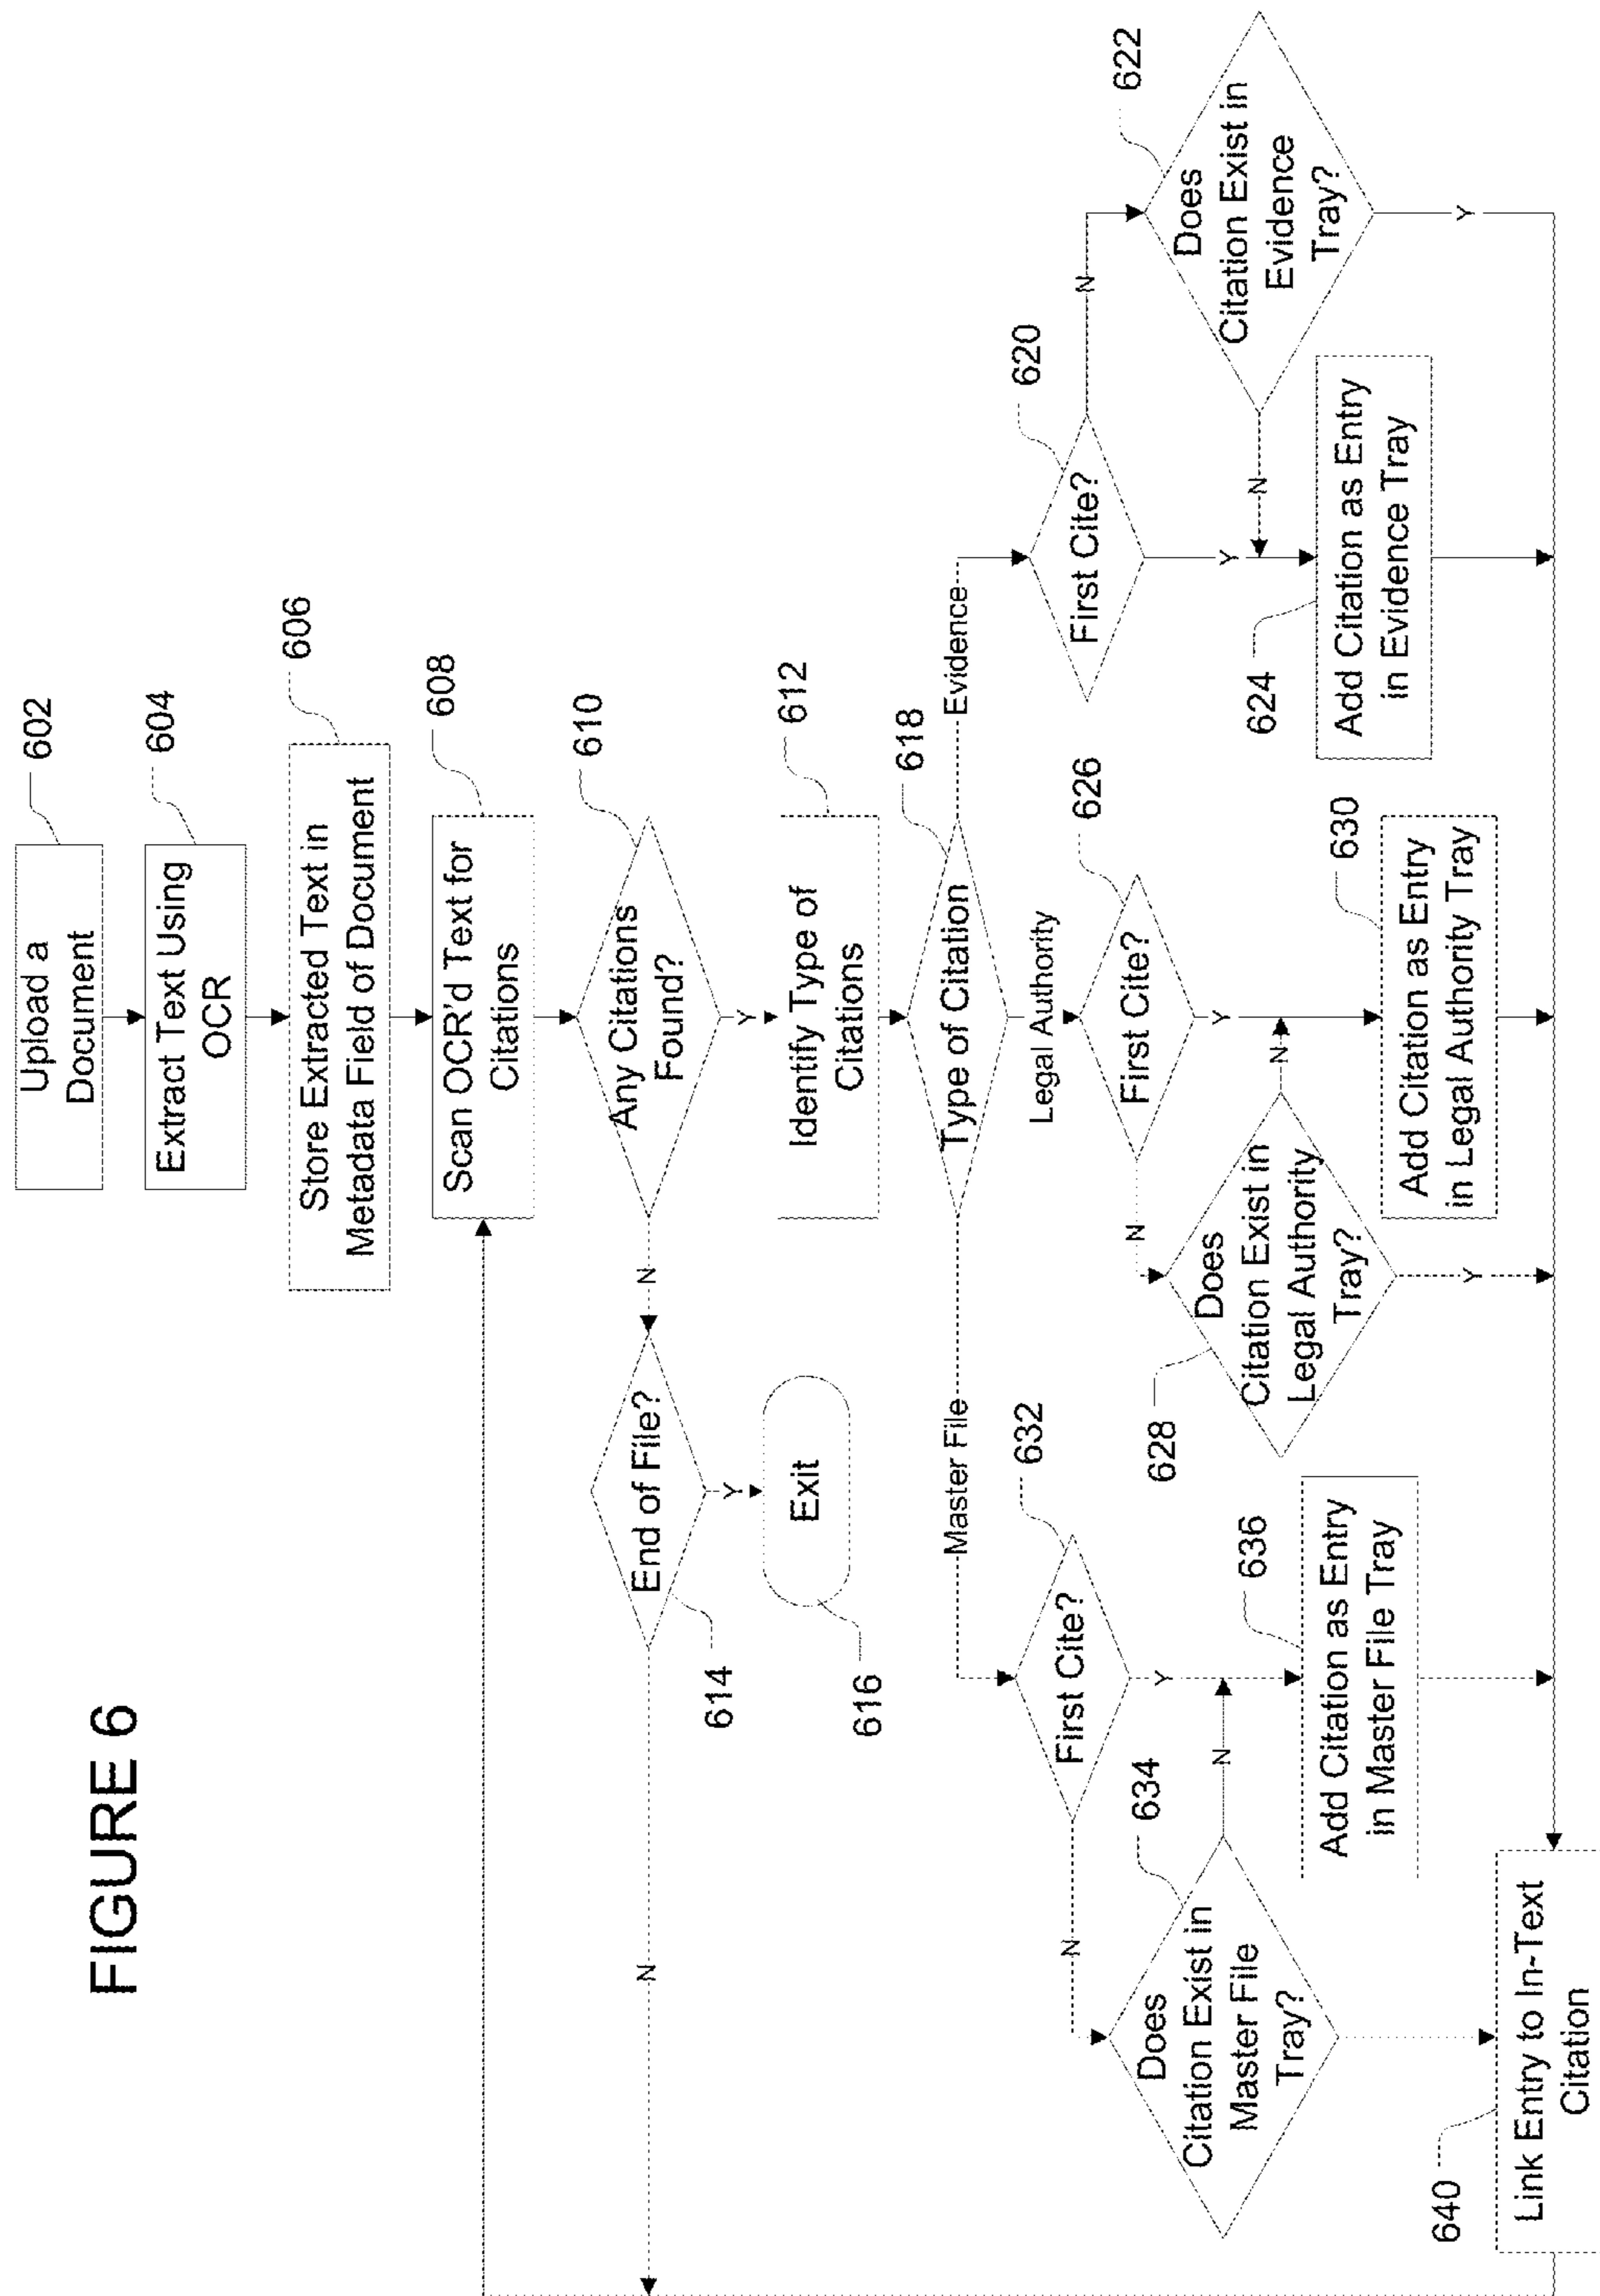 FIGURE 6
Upload a
Document
602
Extract Text Using
OCR
604
Store Extracted Text in
Metadata Field of Document
606
Scan OCR'd Text for
Citations
608
Any Citations
Found?
610
N
Y
End of File?
614
N
Y
Exit
616
Identify Type of
Citations
612
Type of Citation
618
Master File
Legal Authority
Evidence
First Cite?
632
N
Y
Does
Citation Exist in
Master File
Tray?
634
N
Add Citation as Entry
in Master File Tray
636
First Cite?
626
N
Y
Does
Citation Exist in
Legal Authority
Tray?
628
N
Y
Add Citation as Entry
in Legal Authority Tray
630
First Cite?
620
N
Y
Does
Citation Exist in
Evidence
Tray?
622
N
Y
Add Citation as Entry
in Evidence Tray
624
Link Entry to In-Text
Citation
640